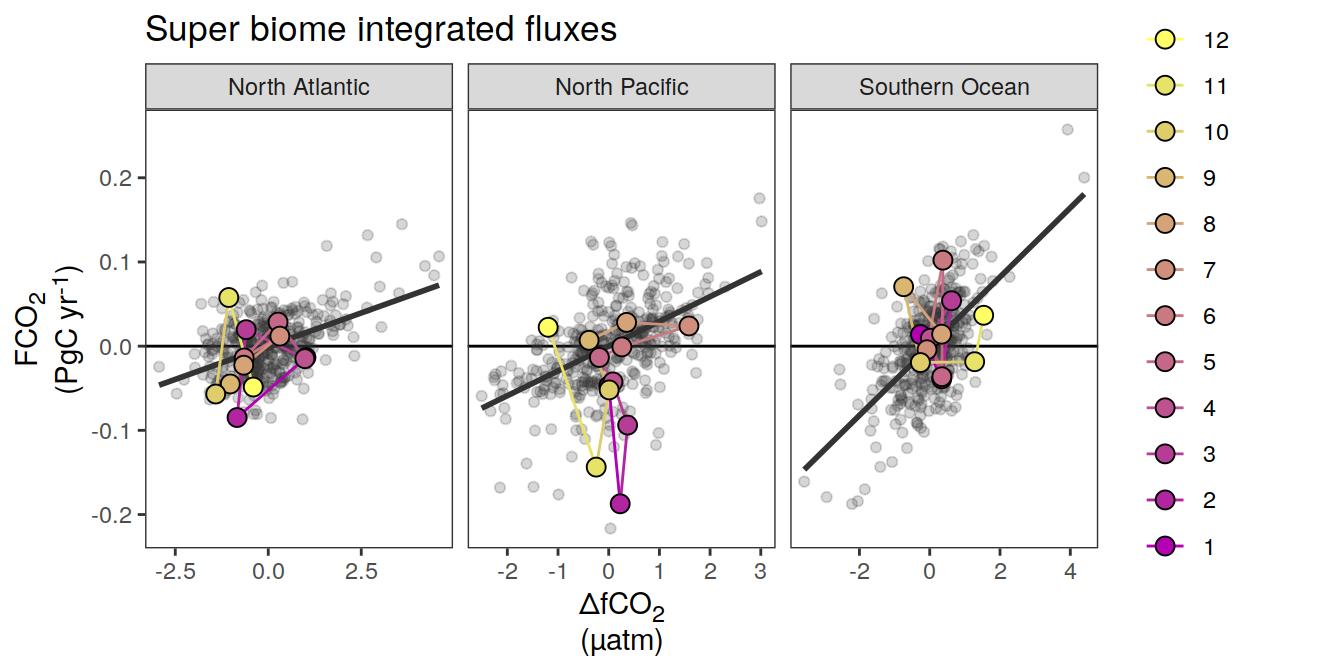 Super biome integrated fluxes
North Atlantic
North Pacific
Southern Ocean
FCO₂
(PgC yr⁻¹)
0.2
0.1
0.0
-0.1
-0.2
-2.5 0.0 2.5
-2 -1 0 1 2 3
-2 0 2 4
ΔfCO₂
(μatm)
12
11
10
9
8
7
6
5
4
3
2
1